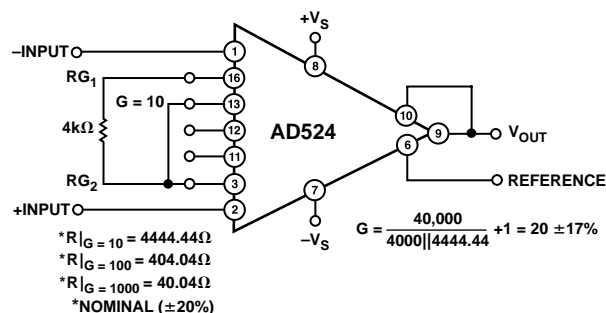 +VS
–INPUT
1
8
RG1
16
G = 10
13
10
4kΩ
12
AD524
9
VOUT
11
6
RG2
3
REFERENCE
7
+INPUT
2
–VS
G = 40,000 / 4000||4444.44 +1 = 20 ±17%
*R|G = 10 = 4444.44Ω
*R|G = 100 = 404.04Ω
*R|G = 1000 = 40.04Ω
*NOMINAL (±20%)